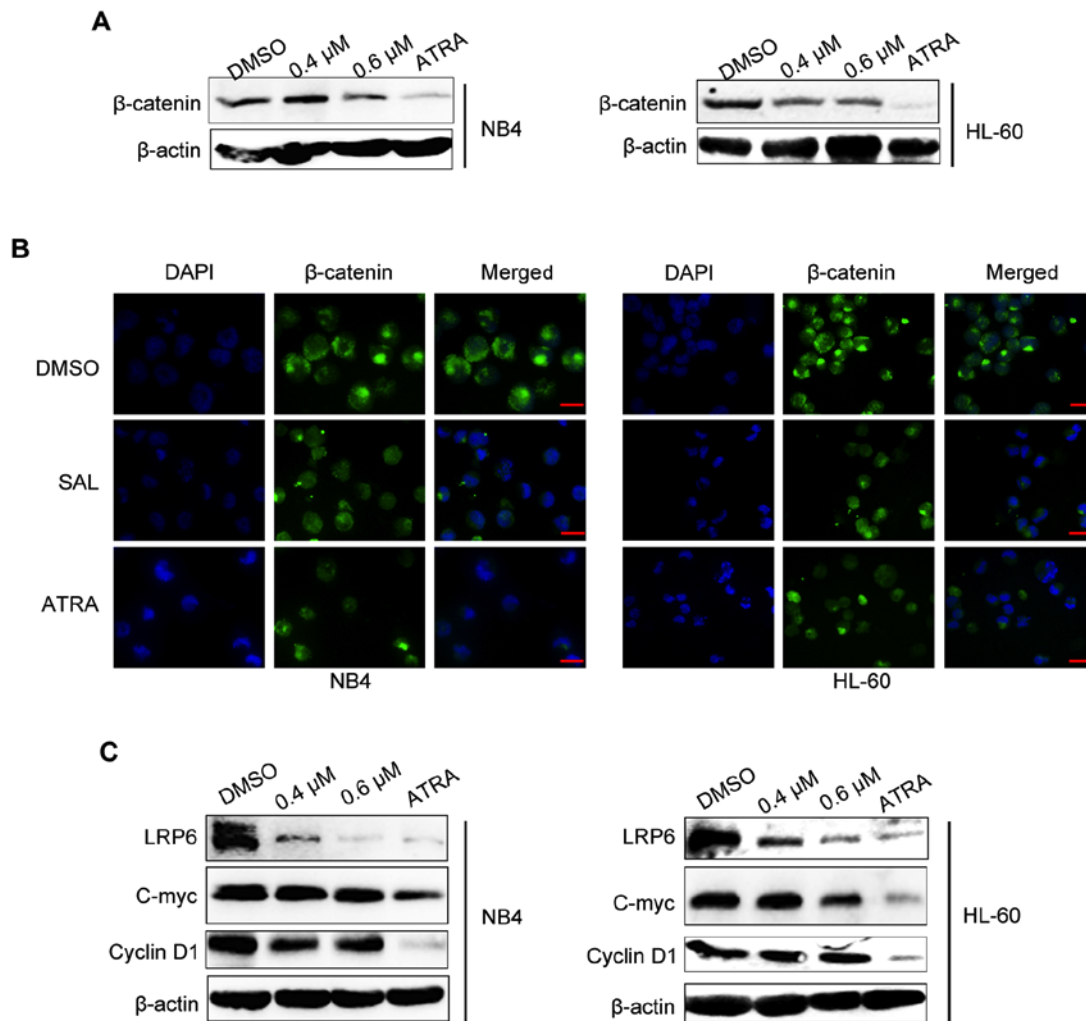 A
DMSO 0.4 µM 0.6 µM ATRA DMSO 0.4 µM 0.6 µM ATRA
β-catenin β-catenin
NB4 HL-60
β-actin β-actin
B
DAPI β-catenin Merged DAPI β-catenin Merged
DMSO
SAL
ATRA
NB4 HL-60
C
DMSO 0.4 µM 0.6 µM ATRA DMSO 0.4 µM 0.6 µM ATRA
LRP6 LRP6
C-myc C-myc
NB4 HL-60
Cyclin D1 Cyclin D1
β-actin β-actin